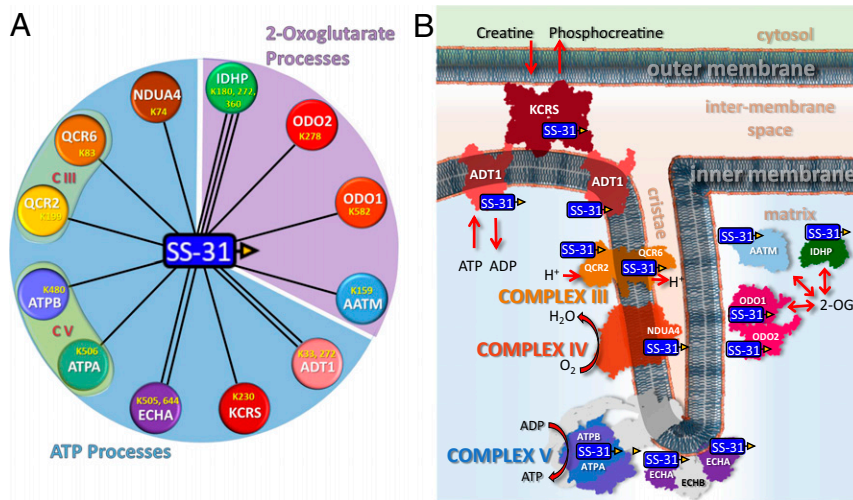 A
2-Oxoglutarate
Processes
IDHP
K180, 272,
360
NDUA4
K74
ODO2
K278
QCR6
K83
C III
QCR2
K199
ODO1
K582
SS-31
ATPB
K480
AATM
K159
C V
K506
ATPA
K33, 272
ADT1
K505, 644
ECHA
K230
KCRS
ATP Processes
B
Creatine
Phosphocreatine
cytosol
outer membrane
KCRS
SS-31
inter-membrane
space
ADT1
SS-31
ADT1
SS-31
inner membrane
cristae
matrix
ATP
ADP
SS-31
QCR2
QCR6
SS-31
H+
H+
COMPLEX III
SS-31
AATM
SS-31
IDHP
ODO1
SS-31
2-OG
ODO2
SS-31
H2O
NDUA4
SS-31
COMPLEX IV
O2
ADP
COMPLEX V
ATP
ATPB
SS-31
ATPA
SS-31
ECHA
ECHB
SS-31
ECHA